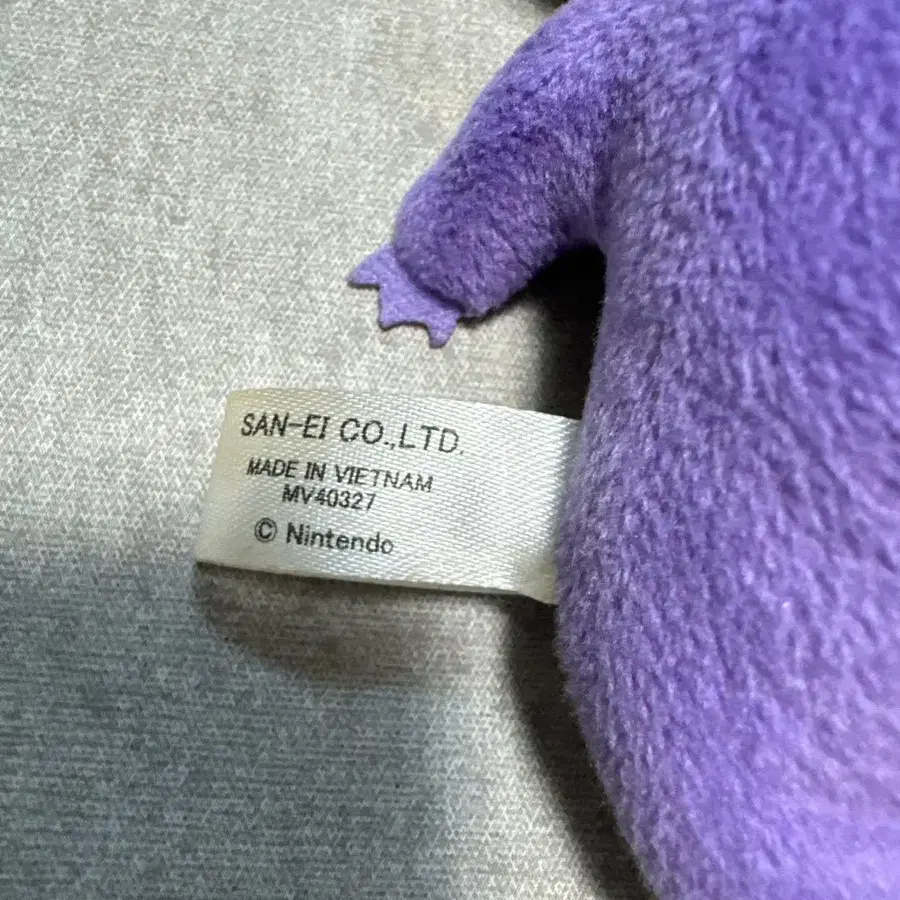 SAN-EI CO.,LTD.
MADE IN VIETNAM
MV40327
© Nintendo